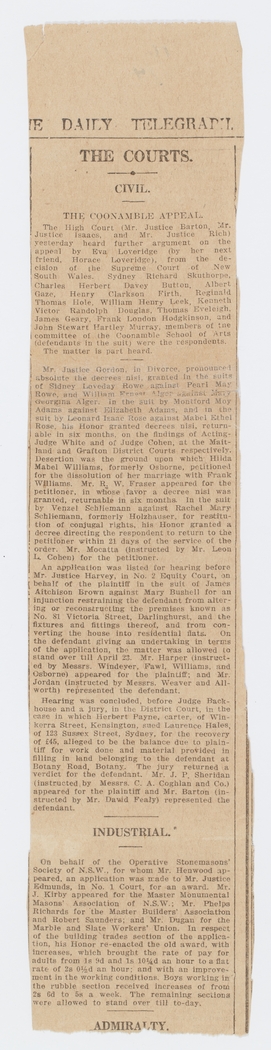 E DAILY TELEGRAPH,
THE COURTS.
CIVIL.
THE COONAMBLE APPEAL.
The High Court (Mr. Justice Barton, Mr.
Justice Isaacs, and Mr. Justice Rich)
yesterday heard further argument on the
appeal by Eva Loveridge (by her next
friend, Horace Loveridge), from the de-
cision of the Supreme Court of New
South Wales. Sydney Richard Skuthorpe,
Charles Herbert Davey Button, Albert
Gaze, Henry Clarkson Firth, Reginald
Thomas Hole, William Henry Leek, Kenneth
Victor Randolph Douglas, Thomas Eveleigh,
James Geary, Frank London Hodgkinson, and
John Stewart Hartley Murray, members of the
committee of the Coonamble School of Arts
(defendants in the suit) were the respondents.
The matter is part heard.
Mr. Justice Gordon, in Divorce, pronounced
absolute the decrees nisi, granted in the suits
of Sidney Loveday Rowe against Pearl May
Rowe, and William Ernest Alger against Mary
Georgina Alger. In the suit by Montford May
Adams against Elizabeth Adams, and in the
suit by Leonard Isaac Rose against Mabel Ethel
Rose, his Honor granted decrees nisi, return-
able in six months, on the findings of Acting-
Judge White and of Judge Cohen, at the Mait-
land and Grafton District Courts respectively.
Desertion was the ground upon which Hilda
Mabel Williams, formerly Osborne, petitioned
for the dissolution of her marriage with Frank
Williams. Mr. R. W. Fraser appeared for the
petitioner, in whose favor a decree nisi was
granted, returnable in six months. In the suit
by Venzel Schliemann against Rachel Mary
Schliemann, formerly Holzhauser, for restitu-
tion of conjugal rights, his Honor granted a
decree directing the respondent to return to the
petitioner within 21 days of the service of the
order. Mr. Mocatta (instructed by Mr. Leon
L. Cohen) for the petitioner.
An application was listed for hearing before
Mr. Justice Harvey, in No. 2 Equity Court, on
behalf of the plaintiff in the suit of James
Aitchison Brown against Mary Bushell for an
injunction restraining the defendant from alter-
ing or reconstructing the premises known as
No. 81 Victoria Street, Darlinghurst, and the
fixtures and fittings thereof, and from con-
verting the house into residential flats. On
the defendant giving an undertaking in terms
of the application, the matter was allowed to
stand over till April 23. Mr. Harper (instruct-
ed by Messrs. Windeyer, Fawl, Williams, and
Osborne) appeared for the plaintiff; and Mr.
Jordan (instructed by Messrs. Weaver and All-
worth) represented the defendant.
Hearing was concluded, before Judge Back-
house and a jury, in the District Court, in the
case in which Herbert Payne, carter, of Win-
kerra Street, Kensington, sued Laurence Hales,
of 123 Sussex Street, Sydney, for the recovery
of £45, alleged to be the balance due to plain-
tiff for work done and material provided in
filling in land belonging to the defendant at
Botany Road, Botany. The jury returned a
verdict for the defendant. Mr. J. P. Sheridan
(instructed by Messrs. C. A. Coghlan and Co.)
appeared for the plaintiff and Mr. Barton (in-
structed by Mr. David Fealy) represented the
defendant.
INDUSTRIAL.
On behalf of the Operative Stonemasons'
Society of N.S.W., for whom Mr. Henwood ap-
peared, an application was made to Mr. Justice
Edmunds, in No. 1 Court, for an award. Mr.
J. Kirby appeared for the Master Monumental
Masons' Association of N.S.W.; Mr. Phelps
Richards for the Master Builders' Association
and Robert Saunders; and Mr. Dugan for the
Marble and Slate Workers' Union. In respect
of the building trades section of the applica-
tion, his Honor re-enacted the old award, with
increases, which brought the rate of pay for
adults from 1s 9d and 1s 10½d an hour to a flat
rate of 2s 0½d an hour; and with an improve-
ment in the working conditions. Boys working in
the rubble section received increases of from
2s 6d to 5s a week. The remaining sections
were allowed to stand over till to-day.
ADMIRALTY.